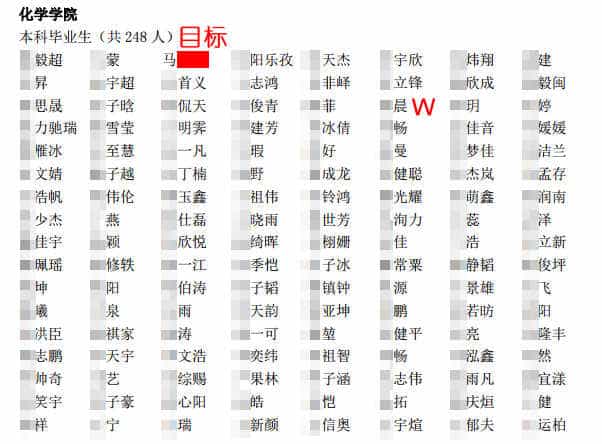 化学学院
本科毕业生（共 248 人）目标
毅超 蒙 马 阳乐孜 天杰 宇欣 炜翔 建
昇 宇超 首义 志鸿 非峄 立锋 欣成 毅闽
思晟 子晗 侃天 俊青 菲 晨 W 玥 婷
力驰瑞 雪莹 明霁 建芳 冰倩 畅 佳音 媛媛
雁冰 至慧 一凡 瑕 好 曼 梦佳 洁兰
文婧 子越 丁楠 野 成龙 健聪 杰岚 孟存
浩帆 伟伦 玉鑫 祖伟 铃鸿 光耀 萌鑫 润南
少杰 燕 仕磊 晓雨 世芳 洵力 蕊 泽
佳宇 颖 欣悦 绮晖 栩姗 佳 浩 立新
珮瑶 修轶 一江 季恺 子冰 常粟 静韬 俊坪
坤 阳 伯涛 子韬 镇钟 源 景雄 飞
曦 泉 雨 天韵 亚坤 鹏 若昉 阳
洪臣 祺家 涛 一可 堃 健平 亮 隆丰
志鹏 天宇 文浩 奕纬 祖智 畅 泓鑫 然
帅奇 艺 综赐 果林 子涵 志伟 雨凡 宜漾
笑宇 子豪 心阳 皓 恺 拓 庆烜 健
祥 宁 瑞 新颜 信奥 宇煊 郁夫 运柏